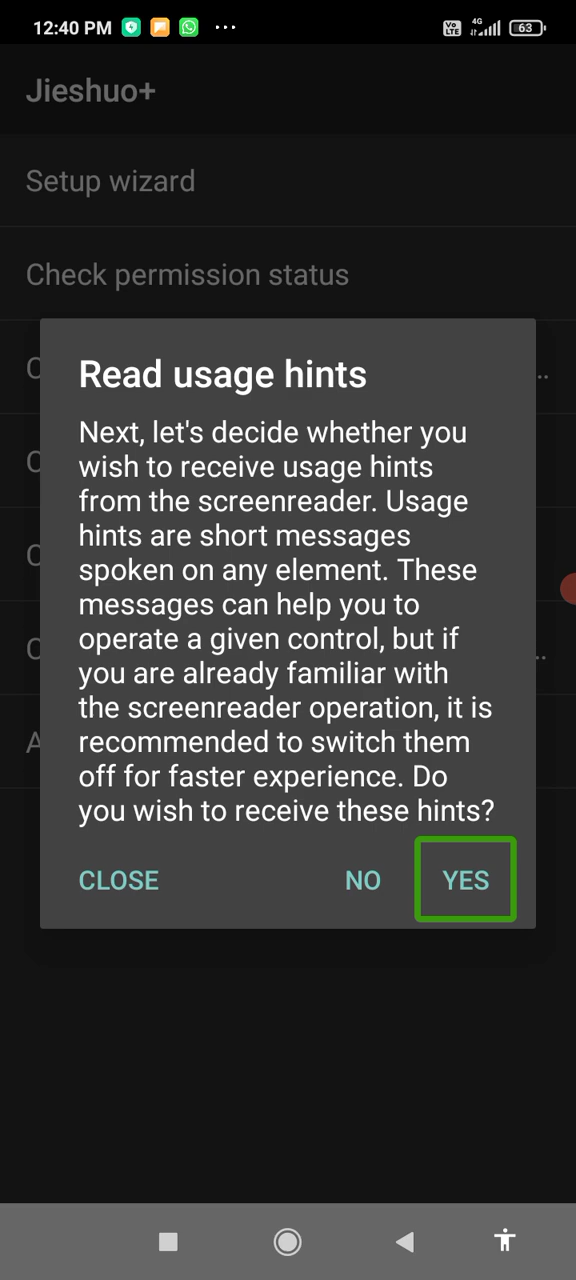 12:40 PM
Vo LTE
4G
63
Jieshuo+
Setup wizard
Check permission status
Read usage hints
Next, let's decide whether you
wish to receive usage hints
from the screenreader. Usage
hints are short messages
spoken on any element. These
messages can help you to
operate a given control, but if
you are already familiar with
the screenreader operation, it is
recommended to switch them
off for faster experience. Do
you wish to receive these hints?
CLOSE NO YES